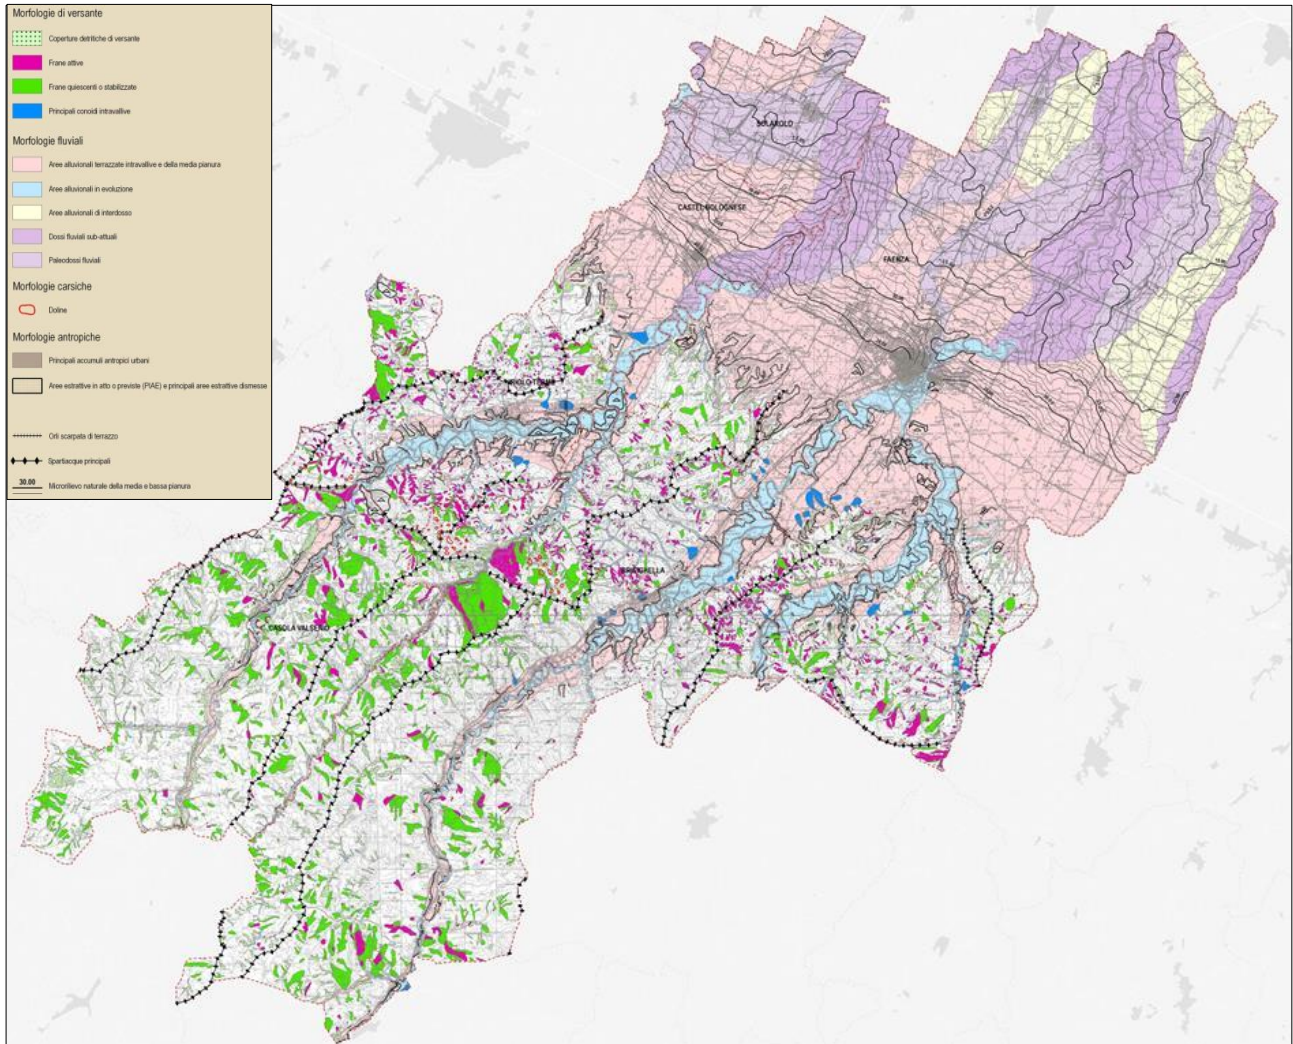 Morfologie di versante
Coperture detritiche di versante
Frane attive
Frane quiescenti o stabilizzate
Principali conoidi intravallive
Morfologie fluviali
Aree alluvionali terrazzate intravallive e della media pianura
Aree alluvionali in evoluzione
Aree alluvionali di interdosso
Dossi fluviali sub-attuali
Paleodossi fluviali
Morfologie carsiche
Doline
Morfologie antropiche
Principali accumuli antropici urbani
Aree estrattive in atto o previste (PIAE) e principali aree estrattive dismesse
Orli scarpata di terrazzo
Spartiacque principali
30.00 Microrilievo naturale della media e bassa pianura
SOLAROLO
CASTEL BOLOGNESE
FAENZA
RIOLO TERME
BRISIGHELLA
CASOLA VALSENIO